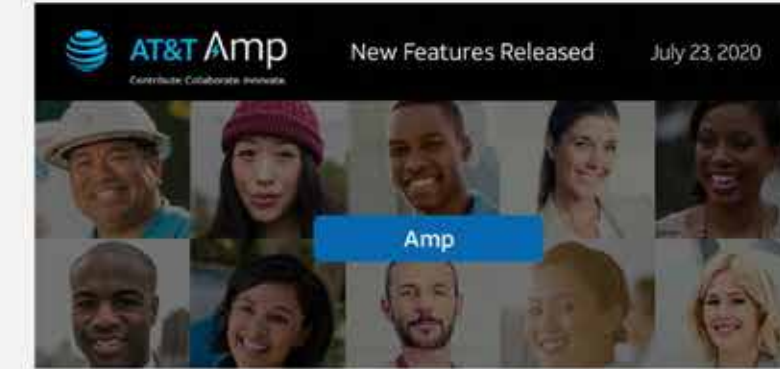 AT&T Amp
Contribute. Collaborate. Innovate.
New Features Released
July 23, 2020
Amp